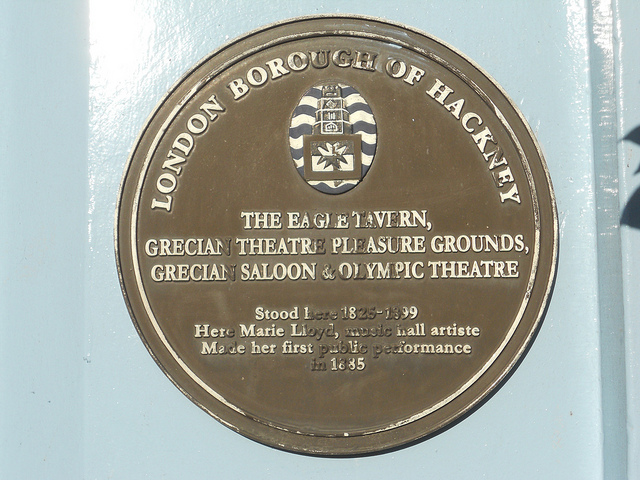 LONDON BOROUGH OF HACKNEY
THE EAGLE TAVERN,
GRECIAN THEATRE PLEASURE GROUNDS,
GRECIAN SALOON & OLYMPIC THEATRE
Stood here 1825-1899
Here Marie Lloyd, music hall artiste
Made her first public performance
in 1885